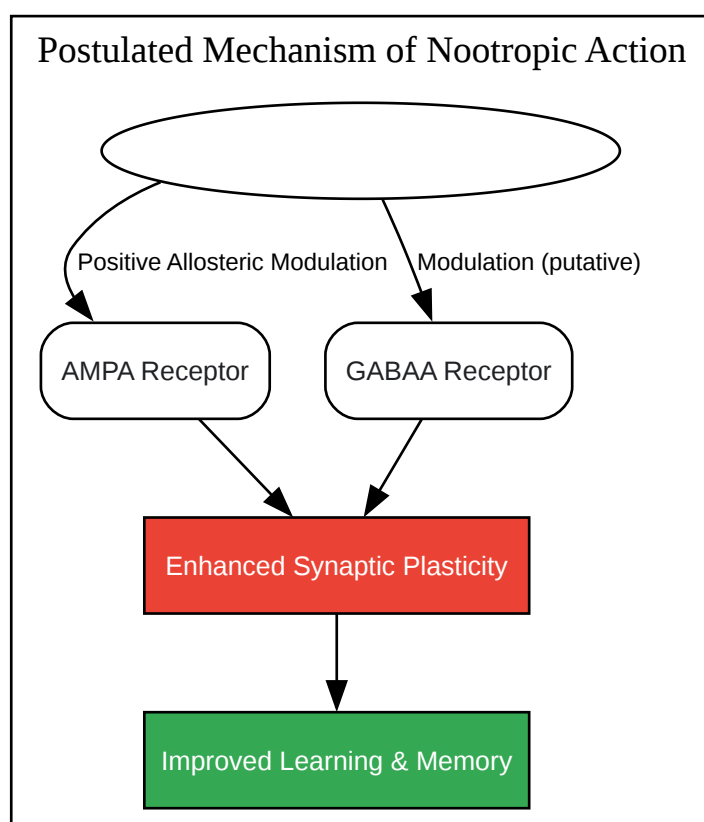 Postulated Mechanism of Nootropic Action
Positive Allosteric Modulation
Modulation (putative)
AMPA Receptor
GABAA Receptor
Enhanced Synaptic Plasticity
Improved Learning & Memory